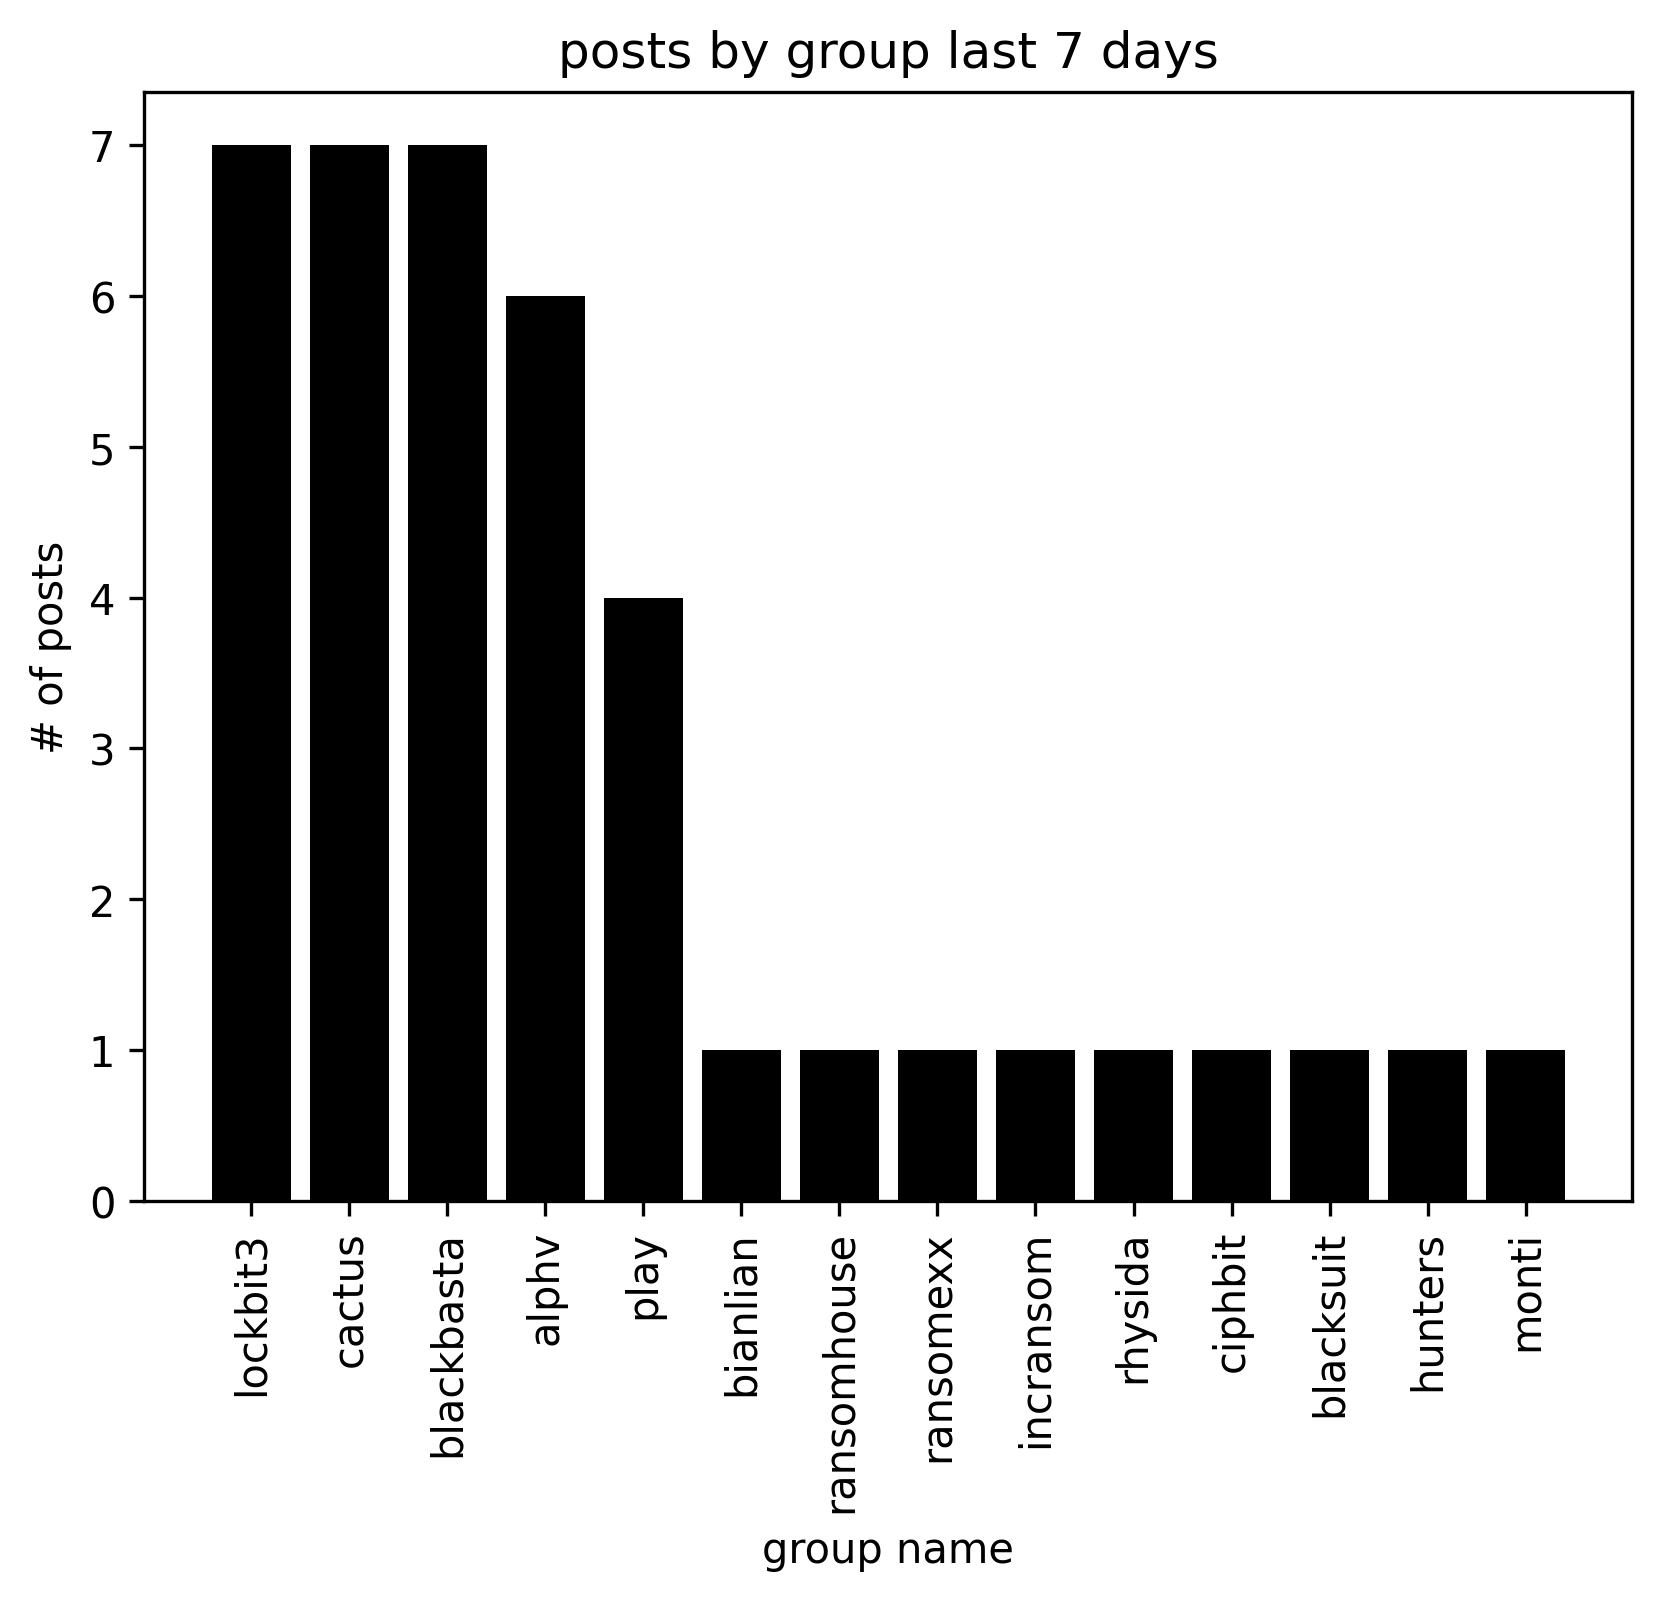 posts by group last 7 days
# of posts
7
6
5
4
3
2
1
0
lockbit3
cactus
blackbasta
alphv
play
bianlian
ransomhouse
ransomexx
incransom
rhysida
ciphbit
blacksuit
hunters
monti
group name